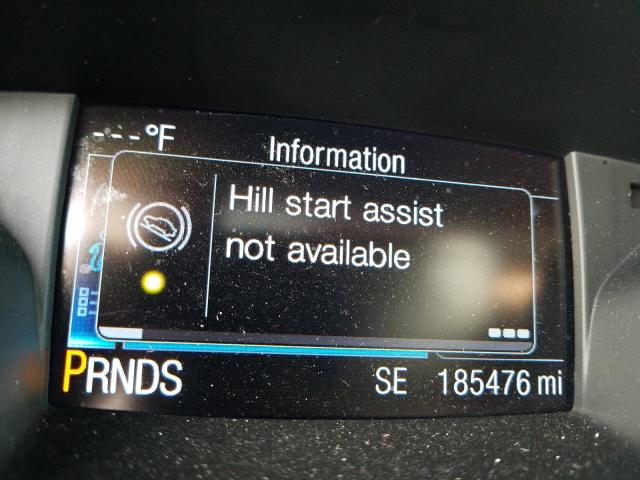 ---°F
Information
Hill start assist
not available
PRNDS SE 185476 mi